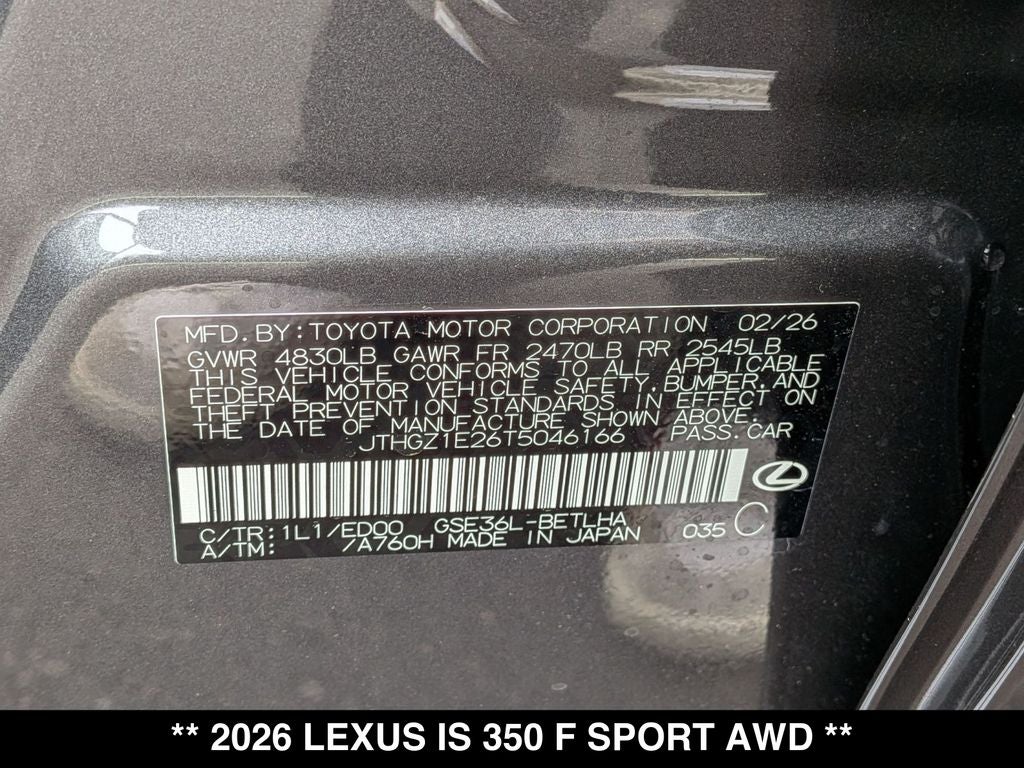 MFD. BY: TOYOTA MOTOR CORPORATION 02/26
GVWR 4830LB GAWR FR 2470LB RR 2545LB
THIS VEHICLE CONFORMS TO ALL APPLICABLE
FEDERAL MOTOR VEHICLE SAFETY, BUMPER, AND
THEFT PREVENTION STANDARDS IN EFFECT ON
THE DATE OF MANUFACTURE SHOWN ABOVE.
JTHGZ1E26T5046166 PASS. CAR
C/TR: 1L1/ED00 GSE36L-BETLHA
A/TM: /A760H MADE IN JAPAN 035 C
** 2026 LEXUS IS 350 F SPORT AWD **